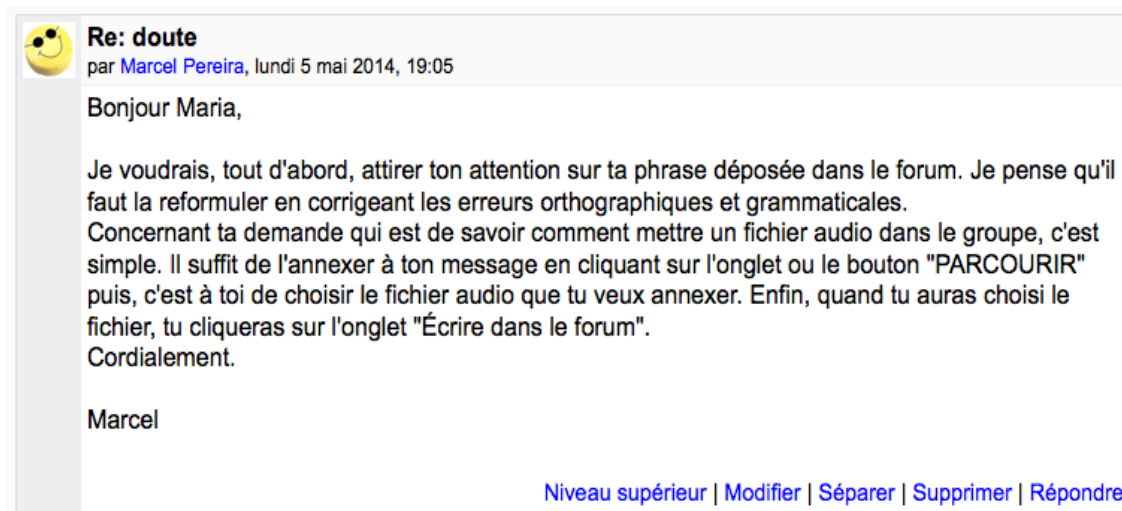 Re: doute
par Marcel Pereira, lundi 5 mai 2014, 19:05
Bonjour Maria,
Je voudrais, tout d'abord, attirer ton attention sur ta phrase déposée dans le forum. Je pense qu'il
faut la reformuler en corrigeant les erreurs orthographiques et grammaticales.
Concernant ta demande qui est de savoir comment mettre un fichier audio dans le groupe, c'est
simple. Il suffit de l'annexer à ton message en cliquant sur l'onglet ou le bouton "PARCOURIR"
puis, c'est à toi de choisir le fichier audio que tu veux annexer. Enfin, quand tu auras choisi le
fichier, tu cliqueras sur l'onglet "Écrire dans le forum".
Cordialement.
Marcel
Niveau supérieur | Modifier | Séparer | Supprimer | Répondre